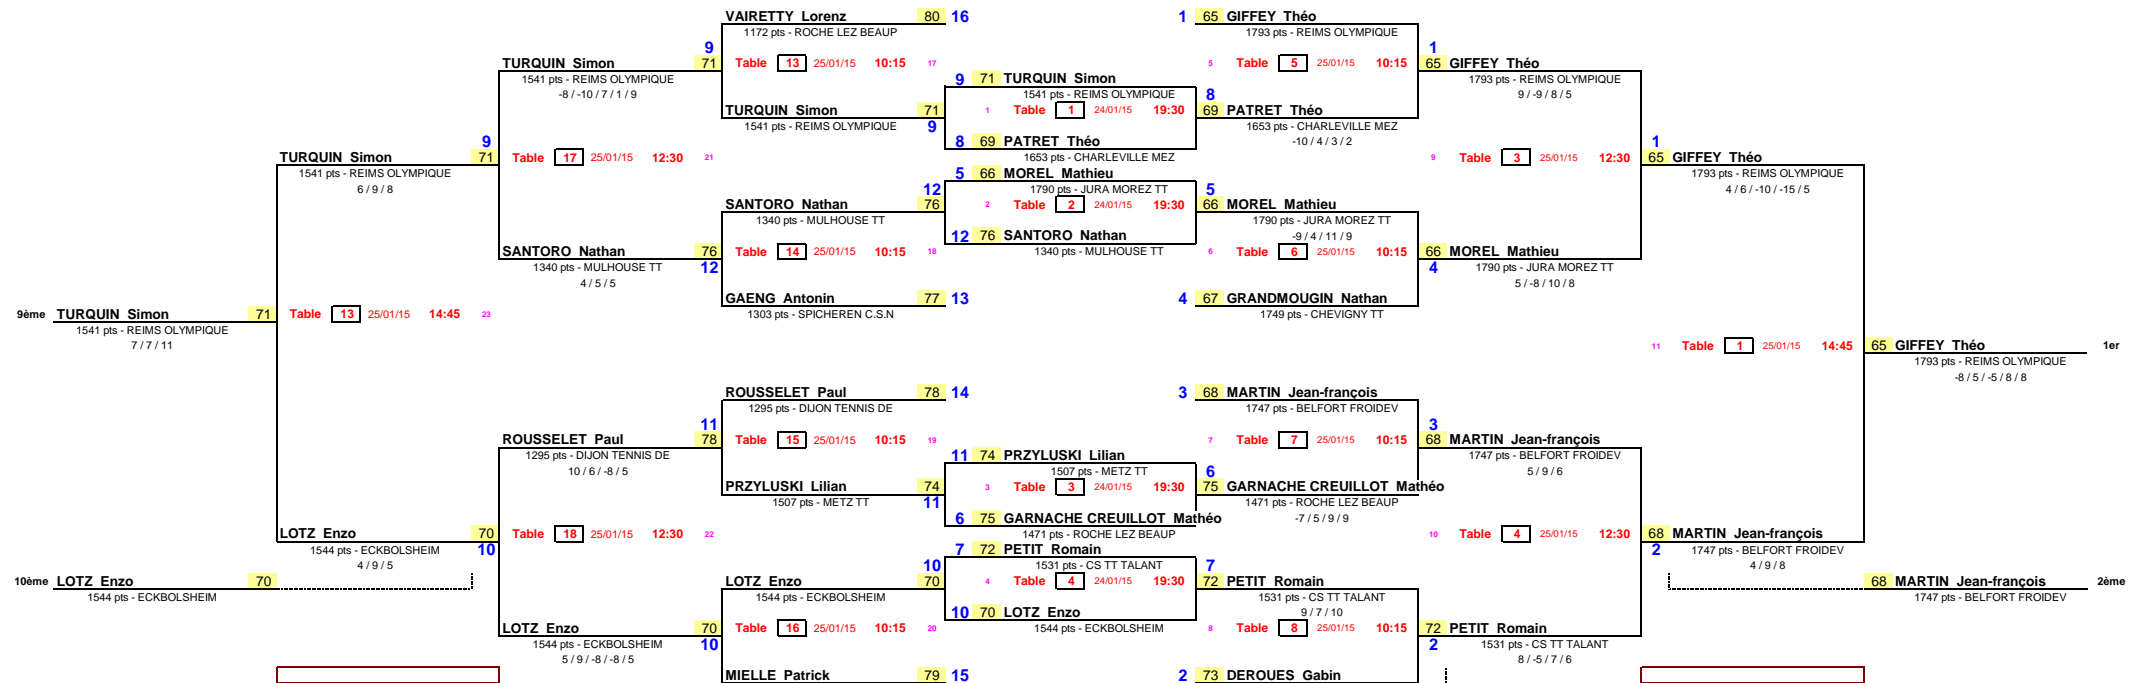 VAIRETTY Lorenz 80 16 1 65 GIFFEY Théo
1172 pts - ROCHE LEZ BEAUP 1793 pts - REIMS OLYMPIQUE
9 1
TURQUIN Simon 71 Table 13 25/01/15 10:15 17 5 Table 5 25/01/15 10:15 65 GIFFEY Théo
1541 pts - REIMS OLYMPIQUE 9 71 TURQUIN Simon 1793 pts - REIMS OLYMPIQUE
-8 / -10 / 7 / 1 / 9 1541 pts - REIMS OLYMPIQUE 8 9 / -9 / 8 / 5
TURQUIN Simon 71 1 Table 1 24/01/15 19:30 69 PATRET Théo
1541 pts - REIMS OLYMPIQUE 9 1653 pts - CHARLEVILLE MEZ
9 8 69 PATRET Théo -10 / 4 / 3 / 2 1
TURQUIN Simon 71 Table 17 25/01/15 12:30 21 1653 pts - CHARLEVILLE MEZ 9 Table 3 25/01/15 12:30 65 GIFFEY Théo
1541 pts - REIMS OLYMPIQUE 5 66 MOREL Mathieu 1793 pts - REIMS OLYMPIQUE
6 / 9 / 8 12 1790 pts - JURA MOREZ TT 5 4 / 6 / -10 / -15 / 5
SANTORO Nathan 76 2 Table 2 24/01/15 19:30 66 MOREL Mathieu
1340 pts - MULHOUSE TT 1790 pts - JURA MOREZ TT
12 76 SANTORO Nathan -9 / 4 / 11 / 9
SANTORO Nathan 76 Table 14 25/01/15 10:15 18 1340 pts - MULHOUSE TT 6 Table 6 25/01/15 10:15 66 MOREL Mathieu
1340 pts - MULHOUSE TT 12 4 1790 pts - JURA MOREZ TT
4 / 5 / 5 5 / -8 / 10 / 8
GAENG Antonin 77 13 4 67 GRANDMOUGIN Nathan
1303 pts - SPICHEREN C.S.N 1749 pts - CHEVIGNY TT
9ème TURQUIN Simon 71 Table 13 25/01/15 14:45 23
1541 pts - REIMS OLYMPIQUE
7 / 7 / 11 11 Table 1 25/01/15 14:45 65 GIFFEY Théo 1er
1793 pts - REIMS OLYMPIQUE
-8 / 5 / -5 / 8 / 8
ROUSSELET Paul 78 14 3 68 MARTIN Jean-françois
1295 pts - DIJON TENNIS DE 1747 pts - BELFORT FROIDEV
11 3
ROUSSELET Paul 78 Table 15 25/01/15 10:15 19 7 Table 7 25/01/15 10:15 68 MARTIN Jean-françois
1295 pts - DIJON TENNIS DE 11 74 PRZYLUSKI Lilian 1747 pts - BELFORT FROIDEV
10 / 6 / -8 / 5 1507 pts - METZ TT 6 5 / 9 / 6
PRZYLUSKI Lilian 74 3 Table 3 24/01/15 19:30 75 GARNACHE CREUILLOT Mathéo
1507 pts - METZ TT 11 1471 pts - ROCHE LEZ BEAUP
6 75 GARNACHE CREUILLOT Mathéo -7 / 5 / 9 / 9
LOTZ Enzo 70 Table 18 25/01/15 12:30 22 1471 pts - ROCHE LEZ BEAUP 10 Table 4 25/01/15 12:30 68 MARTIN Jean-françois
1544 pts - ECKBOLSHEIM 10 7 72 PETIT Romain 2 1747 pts - BELFORT FROIDEV
4 / 9 / 5 10 1531 pts - CS TT TALANT 7 4 / 9 / 8
10ème LOTZ Enzo 70 LOTZ Enzo 70 4 Table 4 24/01/15 19:30 72 PETIT Romain 68 MARTIN Jean-françois 2ème
1544 pts - ECKBOLSHEIM 1544 pts - ECKBOLSHEIM 1531 pts - CS TT TALANT 1747 pts - BELFORT FROIDEV
10 70 LOTZ Enzo 9 / 7 / 10
LOTZ Enzo 70 Table 16 25/01/15 10:15 20 1544 pts - ECKBOLSHEIM 8 Table 8 25/01/15 10:15 72 PETIT Romain
1544 pts - ECKBOLSHEIM 10 2 1531 pts - CS TT TALANT
5 / 9 / -8 / -8 / 5 8 / -5 / 7 / 6
MIELLE Patrick 79 15 2 73 DEROUES Gabin